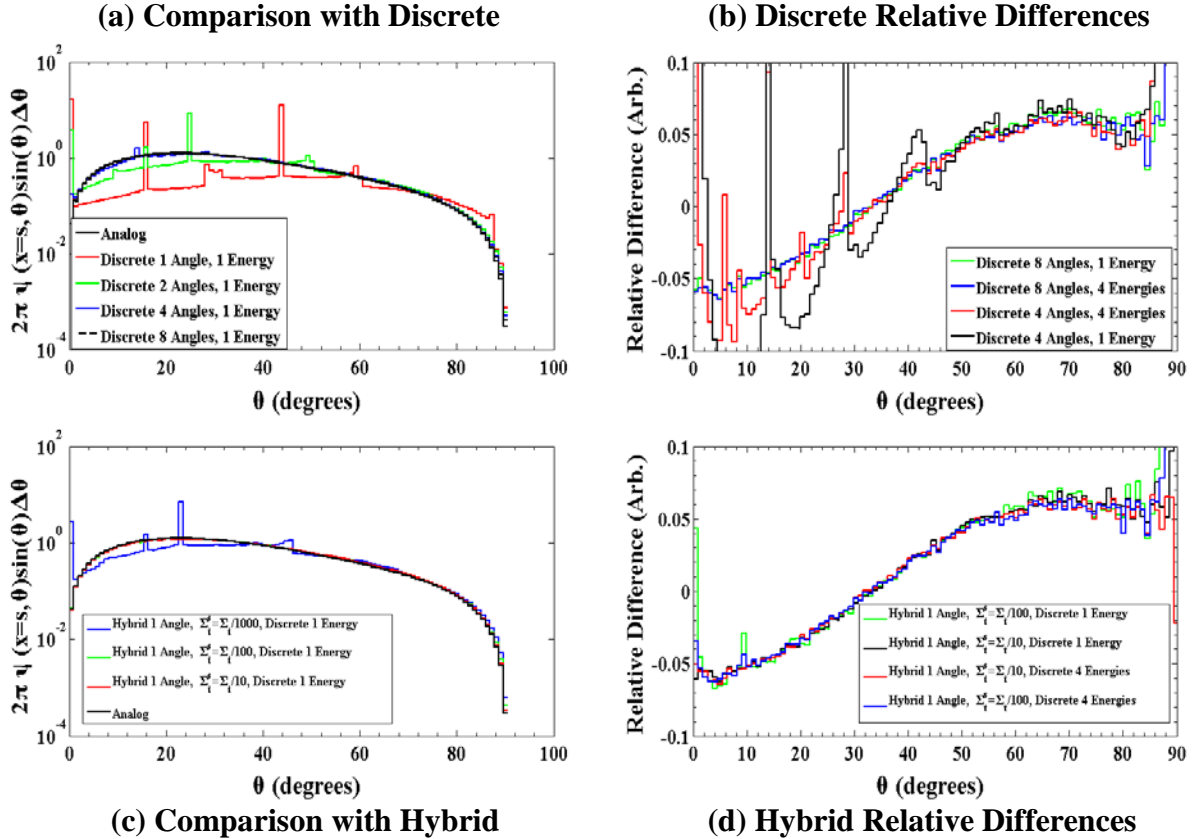 (a) Comparison with Discrete
(b) Discrete Relative Differences
10^2
10^0
10^-2
10^-4
2π ψ (x=s, θ)sin(θ)Δθ
Analog
Discrete 1 Angle, 1 Energy
Discrete 2 Angles, 1 Energy
Discrete 4 Angles, 1 Energy
Discrete 8 Angles, 1 Energy
0 20 40 60 80 100
θ (degrees)
0.1
0.05
0
-0.05
-0.1
Relative Difference (Arb.)
Discrete 8 Angles, 1 Energy
Discrete 8 Angles, 4 Energies
Discrete 4 Angles, 4 Energies
Discrete 4 Angles, 1 Energy
0 10 20 30 40 50 60 70 80 90
θ (degrees)
10^2
10^0
10^-2
10^-4
2π ψ (x=s, θ)sin(θ)Δθ
Hybrid 1 Angle, Σ_t^s=Σ_t/1000, Discrete 1 Energy
Hybrid 1 Angle, Σ_t^s=Σ_t/100, Discrete 1 Energy
Hybrid 1 Angle, Σ_t^s=Σ_t/10, Discrete 1 Energy
Analog
0 20 40 60 80 100
θ (degrees)
0.1
0.05
0
-0.05
-0.1
Relative Difference (Arb.)
Hybrid 1 Angle, Σ_t^s=Σ_t/100, Discrete 1 Energy
Hybrid 1 Angle, Σ_t^s=Σ_t/10, Discrete 1 Energy
Hybrid 1 Angle, Σ_t^s=Σ_t/10, Discrete 4 Energies
Hybrid 1 Angle, Σ_t^s=Σ_t/100, Discrete 4 Energies
0 10 20 30 40 50 60 70 80 90
θ (degrees)
(c) Comparison with Hybrid
(d) Hybrid Relative Differences